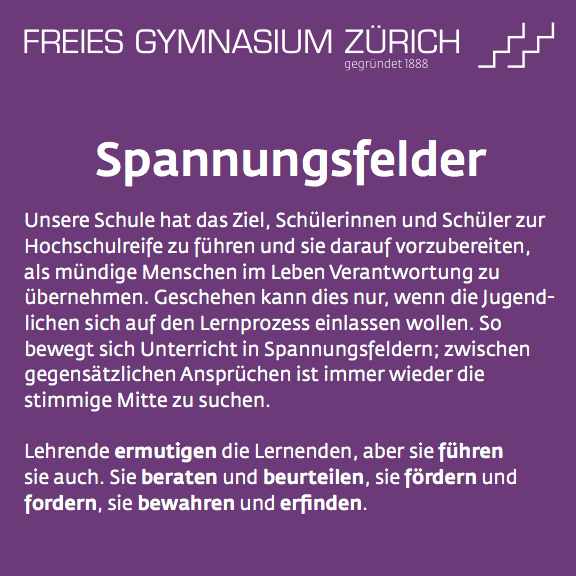 FREIES GYMNASIUM ZÜRICH
gegründet 1888
Spannungsfelder
Unsere Schule hat das Ziel, Schülerinnen und Schüler zur
Hochschulreife zu führen und sie darauf vorzubereiten,
als mündige Menschen im Leben Verantwortung zu
übernehmen. Geschehen kann dies nur, wenn die Jugend-
lichen sich auf den Lernprozess einlassen wollen. So
bewegt sich Unterricht in Spannungsfeldern; zwischen
gegensätzlichen Ansprüchen ist immer wieder die
stimmige Mitte zu suchen.
Lehrende ermutigen die Lernenden, aber sie führen
sie auch. Sie beraten und beurteilen, sie fördern und
fordern, sie bewahren und erfinden.